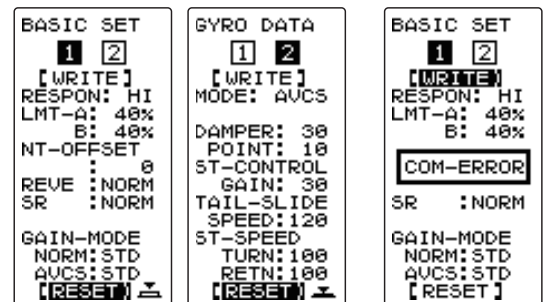 BASIC SET
1 2
[WRITE]
RESPON: HI
LMT-A: 40%
B: 40%
NT-OFFSET
: 0
REVE :NORM
SR :NORM
GAIN-MODE
NORM:STD
AVCS:STD
[RESET]
GYRO DATA
1 2
[WRITE]
MODE: AVCS
DAMPER: 30
POINT: 10
ST-CONTROL
GAIN: 30
TAIL-SLIDE
SPEED:120
ST-SPEED
TURN:100
RETN:100
[RESET]
BASIC SET
1 2
[WRITE]
RESPON: HI
LMT-A: 40%
B: 40%
COM-ERROR
SR :NORM
GAIN-MODE
NORM:STD
AVCS:STD
[RESET]